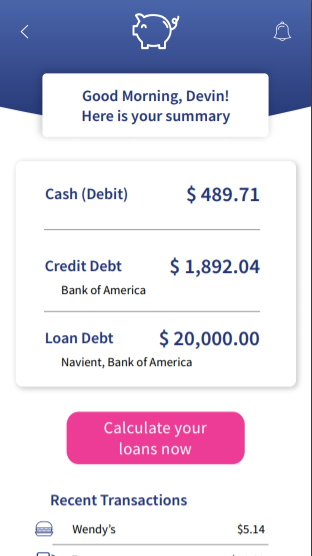 Good Morning, Devin!
Here is your summary
Cash (Debit) $ 489.71
Credit Debt $ 1,892.04
Bank of America
Loan Debt $ 20,000.00
Navient, Bank of America
Calculate your
loans now
Recent Transactions
Wendy's $5.14